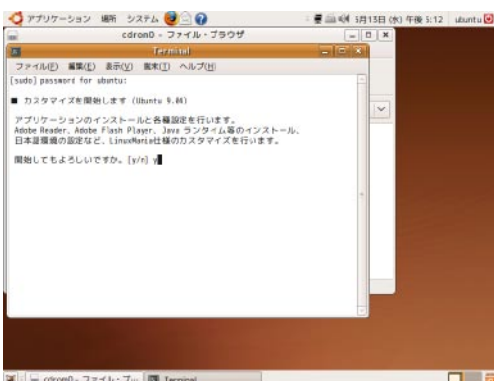 アプリケーション 場所 システム
5月13日 (水) 午後 5:12 ubuntu
cdrom0 - ファイル・ブラウザ
Terminal
ファイル(F) 編集(E) 表示(V) 端末(T) ヘルプ(H)
[sudo] password for ubuntu:
■ カスタマイズを開始します (Ubuntu 9.04)
アプリケーションのインストールと各種設定を行います。
Adobe Reader、Adobe Flash Player、Java ランタイム等のインストール、
日本語環境の設定など、LinuxMania仕様のカスタマイズを行います。
開始してもよろしいですか。[y/n] y
cdrom0 - ファイル・ブ...
Terminal